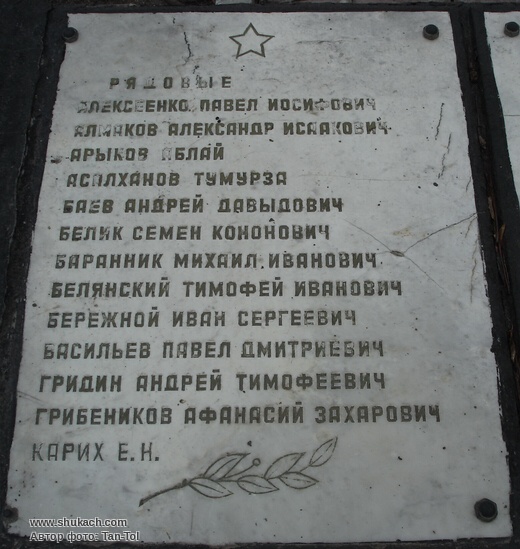 РЯДОВЫЕ
АЛЕКСЕЕНКО ПАВЕЛ ИОСИФОВИЧ
АЛМАКОВ АЛЕКСАНДР ИСААКОВИЧ
АРЫКОВ АБЛАЙ
АСАЛХАНОВ ТУМУРЗА
БАЕВ АНДРЕЙ ДАВЫДОВИЧ
БЕЛИК СЕМЕН КОНОНОВИЧ
БАРАННИК МИХАИЛ ИВАНОВИЧ
БЕЛЯНСКИЙ ТИМОФЕЙ ИВАНОВИЧ
БЕРЕЖНОЙ ИВАН СЕРГЕЕВИЧ
ВАСИЛЬЕВ ПАВЕЛ ДМИТРИЕВИЧ
ГРИДИН АНДРЕЙ ТИМОФЕЕВИЧ
ГРИБЕНИКОВ АФАНАСИЙ ЗАХАРОВИЧ
КАРИХ Е.Н.
www.shukach.com
Автор фото: Tan-Tol